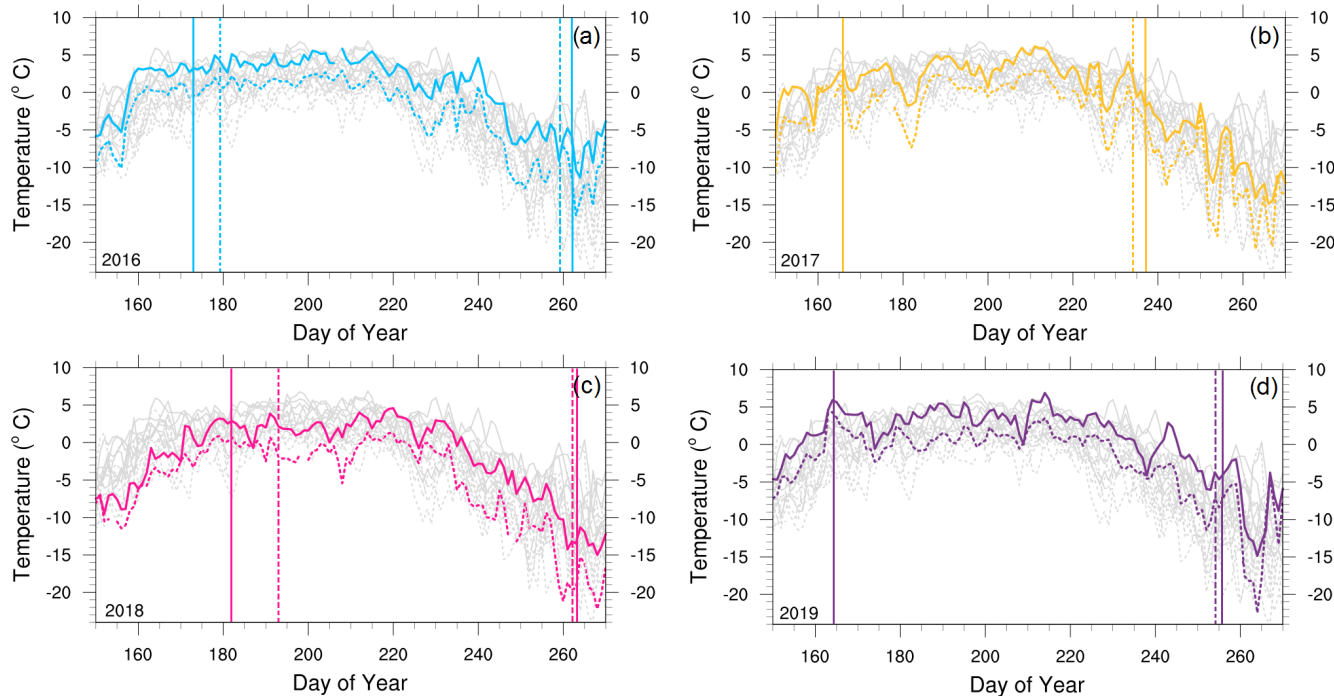 10 10 10 10
(a) (b)
5 5 5 5
0 0 0 0
-5 -5 -5 -5
-10 -10 -10 -10
-15 -15 -15 -15
-20 -20 -20 -20
Temperature (° C) Temperature (° C)
2016 2017
160 180 200 220 240 260 160 180 200 220 240 260
Day of Year Day of Year
10 10 10 10
(c) (d)
5 5 5 5
0 0 0 0
-5 -5 -5 -5
-10 -10 -10 -10
-15 -15 -15 -15
-20 -20 -20 -20
Temperature (° C) Temperature (° C)
2018 2019
160 180 200 220 240 260 160 180 200 220 240 260
Day of Year Day of Year